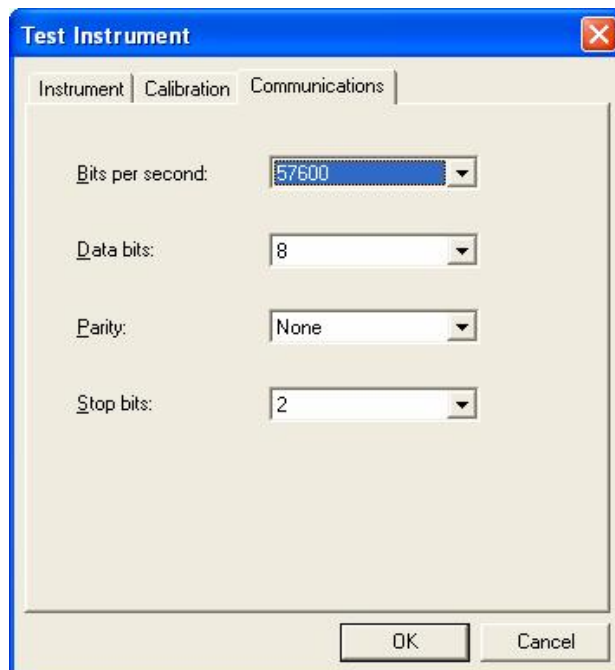 Test Instrument
Instrument Calibration Communications
Bits per second: 57600
Data bits: 8
Parity: None
Stop bits: 2
OK Cancel